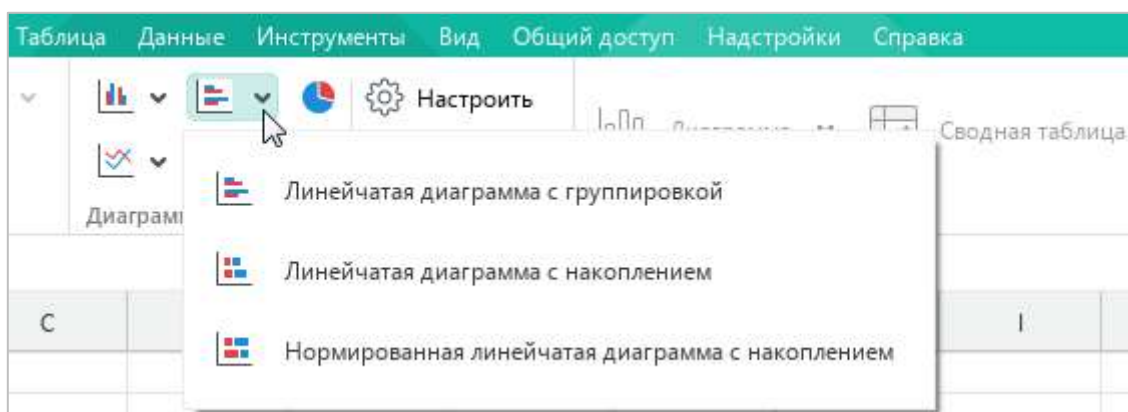 Таблица Данные Инструменты Вид Общий доступ Надстройки Справка
Настроить
Сводная таблица
Диаграм
Линейчатая диаграмма с группировкой
Линейчатая диаграмма с накоплением
Нормированная линейчатая диаграмма с накоплением
C I